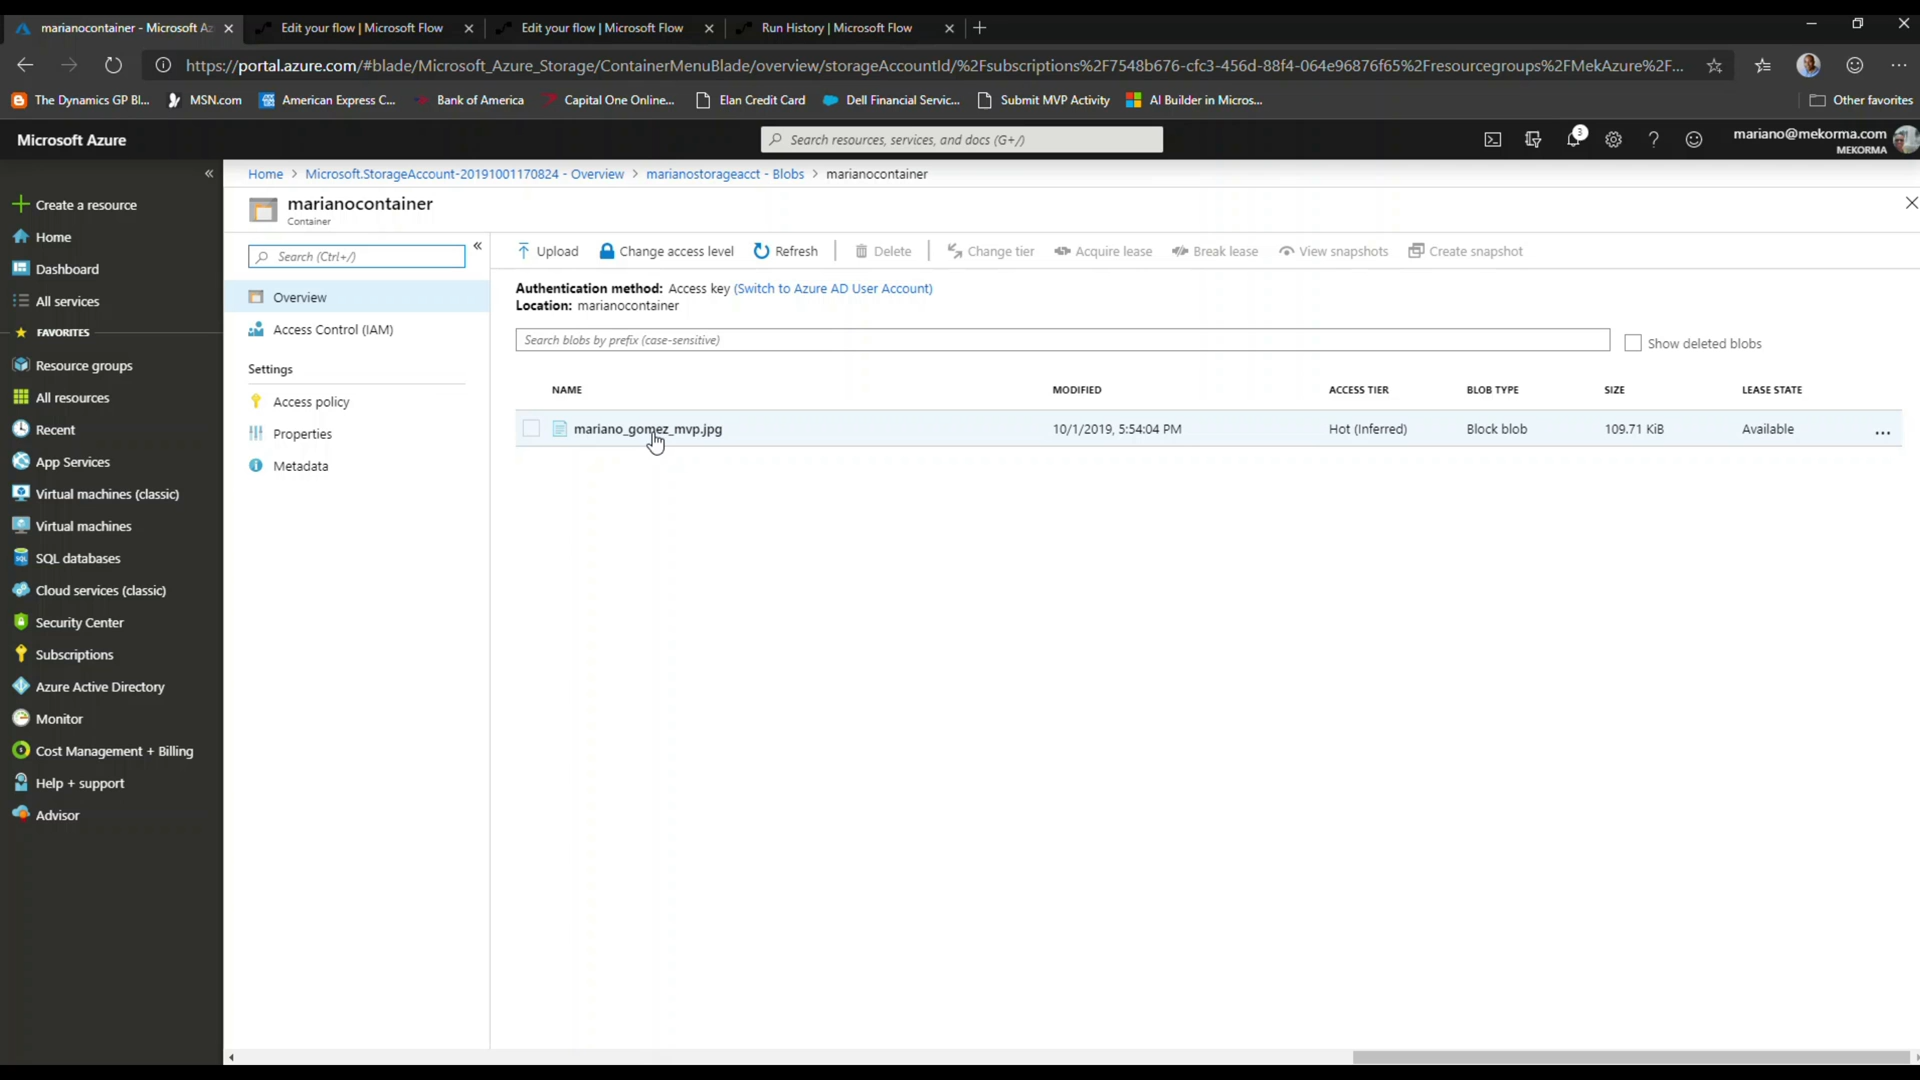 marianocontainer - Microsoft Az
Edit your flow | Microsoft Flow
Edit your flow | Microsoft Flow
Run History | Microsoft Flow
https://portal.azure.com/#blade/Microsoft_Azure_Storage/ContainerMenuBlade/overview/storageAccountId/%2Fsubscriptions%2F7548b676-cfc3-456d-88f4-064e96876f65%2Fresourcegroups%2FMekAzure%2F...
The Dynamics GP Bl...
MSN.com
American Express C...
Bank of America
Capital One Online...
Elan Credit Card
Dell Financial Servic...
Submit MVP Activity
AI Builder in Micros...
Other favorites
Microsoft Azure
Search resources, services, and docs (G+/)
3
mariano@mekorma.com
MEKORMA
Home > Microsoft.StorageAccount-20191001170824 - Overview > marianostorageacct - Blobs > marianocontainer
marianocontainer
Container
Create a resource
Home
Dashboard
All services
FAVORITES
Resource groups
All resources
Recent
App Services
Virtual machines (classic)
Virtual machines
SQL databases
Cloud services (classic)
Security Center
Subscriptions
Azure Active Directory
Monitor
Cost Management + Billing
Help + support
Advisor
Search (Ctrl+/)
Overview
Access Control (IAM)
Settings
Access policy
Properties
Metadata
Upload
Change access level
Refresh
Delete
Change tier
Acquire lease
Break lease
View snapshots
Create snapshot
Authentication method: Access key (Switch to Azure AD User Account)
Location: marianocontainer
Search blobs by prefix (case-sensitive)
Show deleted blobs
NAME MODIFIED ACCESS TIER BLOB TYPE SIZE LEASE STATE
mariano_gomez_mvp.jpg 10/1/2019, 5:54:04 PM Hot (Inferred) Block blob 109.71 KiB Available ...